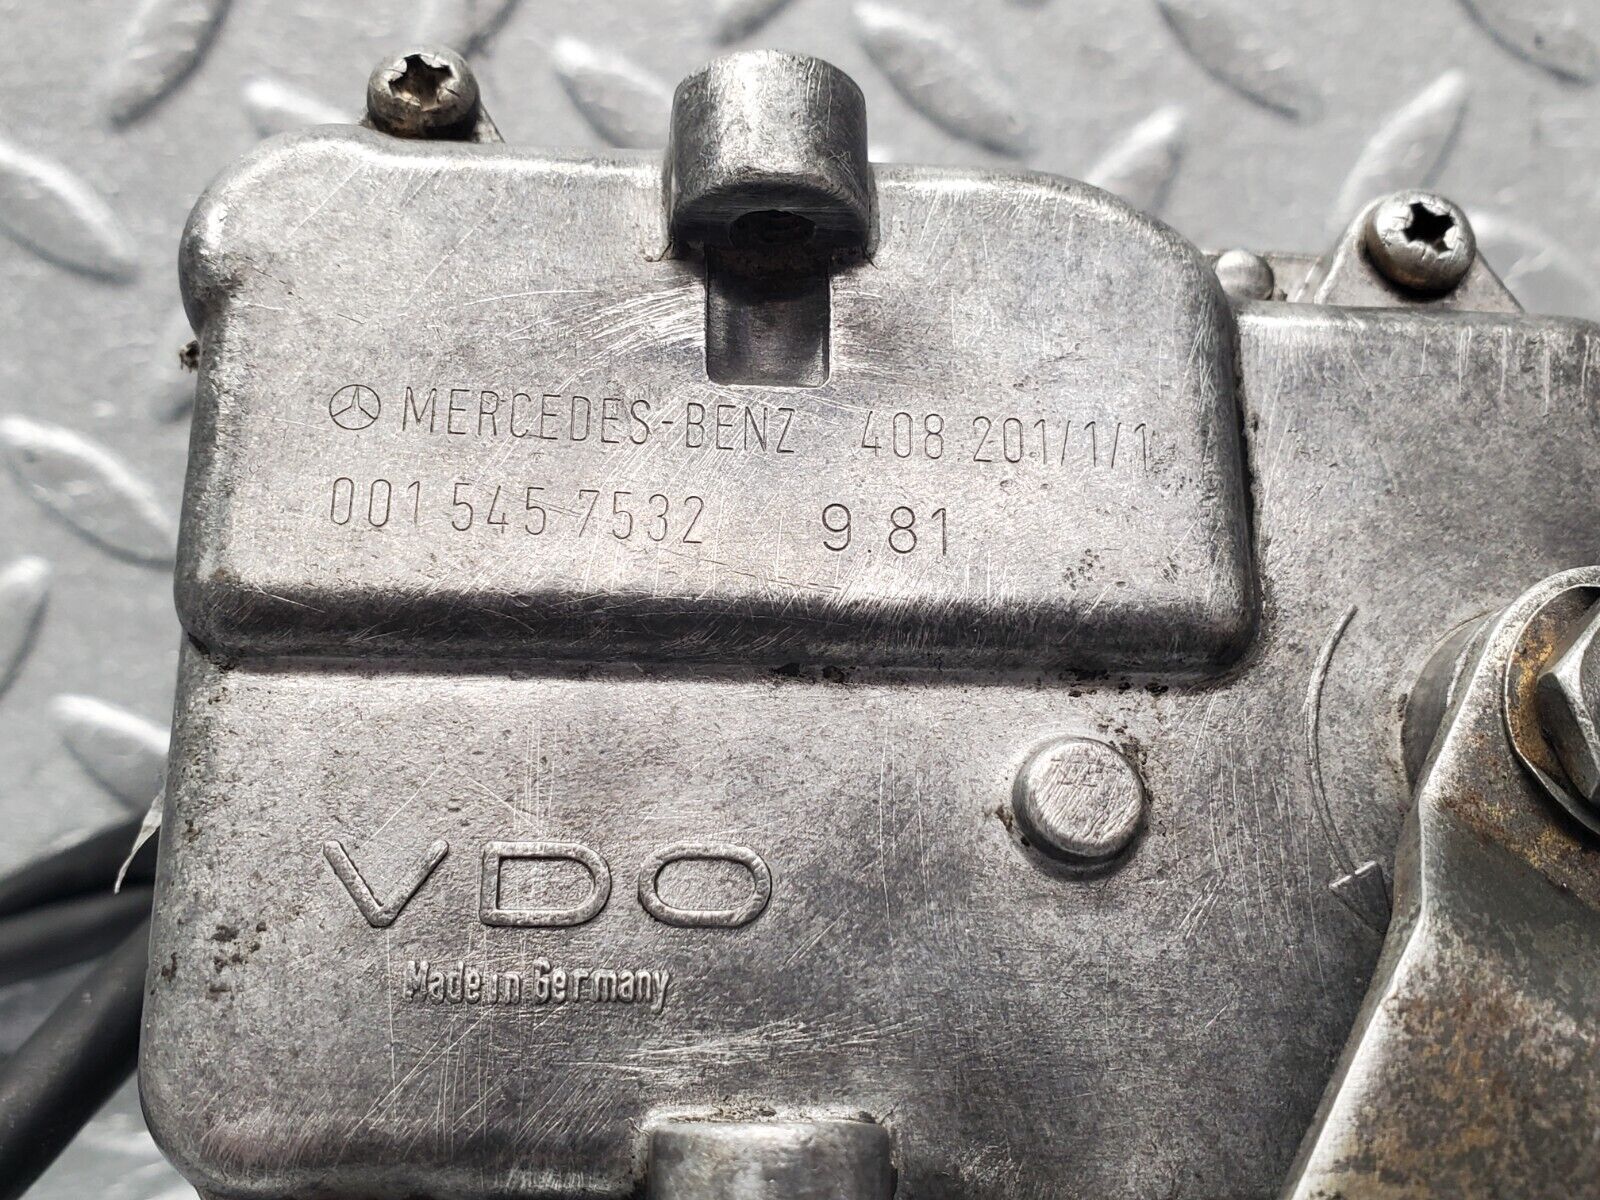 MERCEDES-BENZ 408.201/1/1
001 545 7532 9.81
VDO
Made in Germany